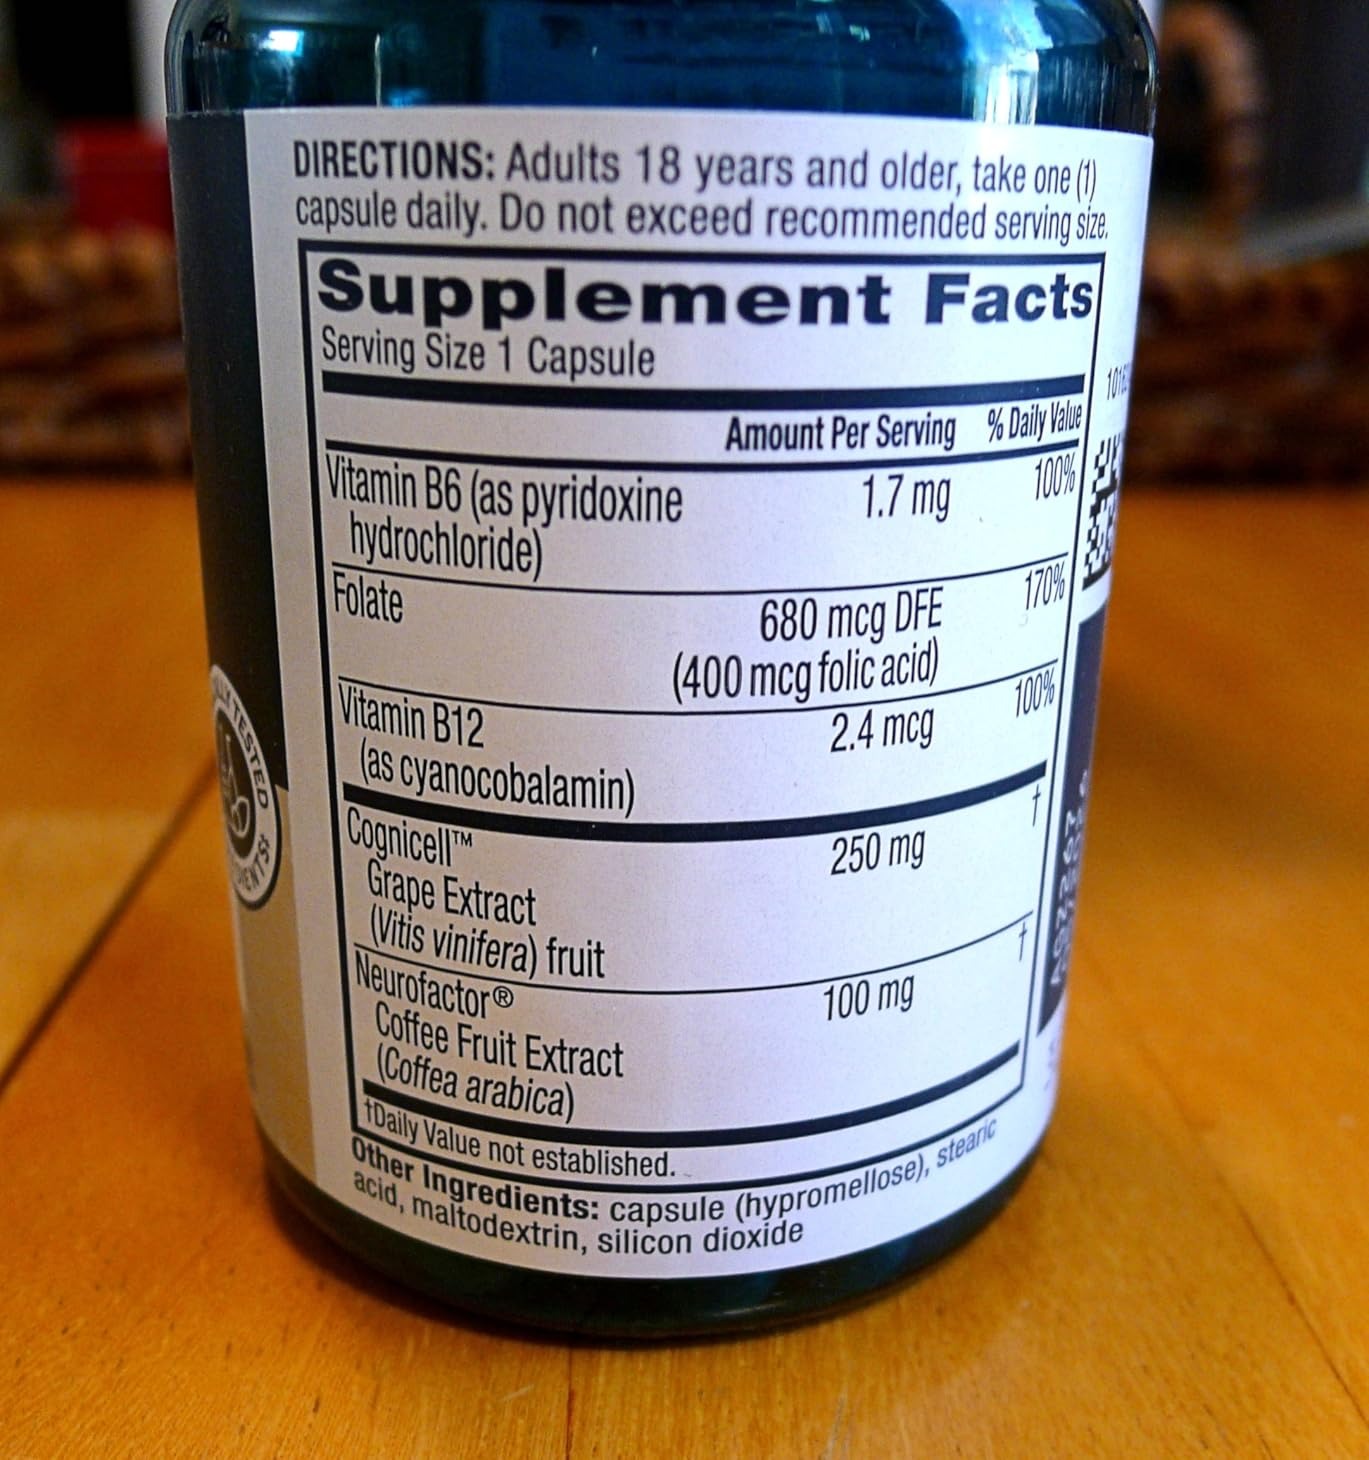 DIRECTIONS: Adults 18 years and older, take one (1)
capsule daily. Do not exceed recommended serving size.
Supplement Facts
Serving Size 1 Capsule
Amount Per Serving % Daily Value
Vitamin B6 (as pyridoxine 1.7 mg 100%
hydrochloride)
Folate 680 mcg DFE 170%
(400 mcg folic acid)
Vitamin B12 2.4 mcg 100%
(as cyanocobalamin)
Cognicell™ 250 mg †
Grape Extract
(Vitis vinifera) fruit
Neurofactor® 100 mg †
Coffee Fruit Extract
(Coffea arabica)
†Daily Value not established.
Other Ingredients: capsule (hypromellose), stearic
acid, maltodextrin, silicon dioxide
TESTED